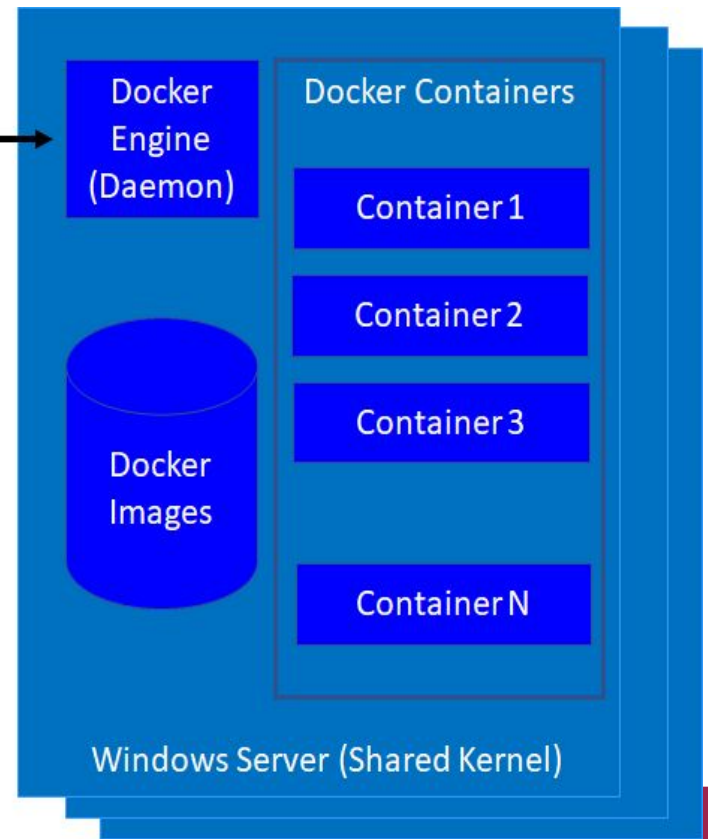 Docker
Engine
(Daemon)
Docker Containers
Container 1
Container 2
Container 3
Container N
Docker
Images
Windows Server (Shared Kernel)